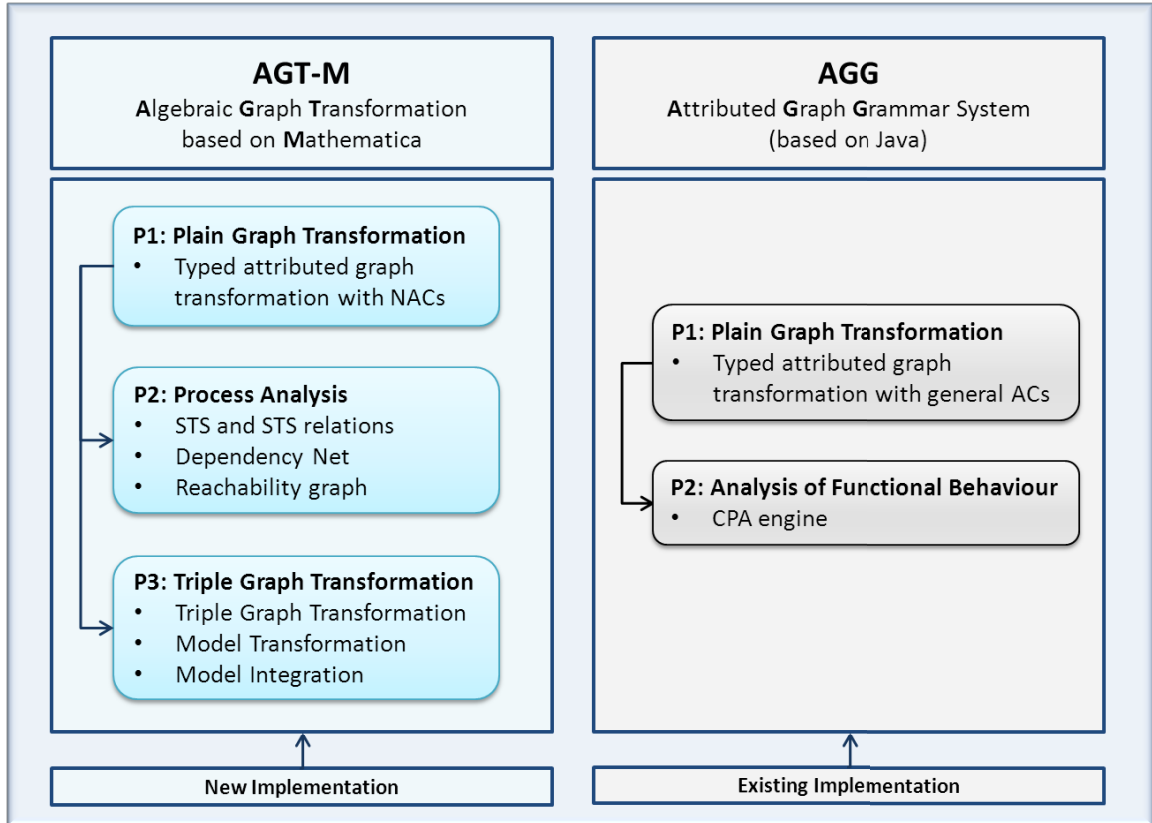 AGT-M
Algebraic Graph Transformation
based on Mathematica
P1: Plain Graph Transformation
• Typed attributed graph
transformation with NACs
P2: Process Analysis
• STS and STS relations
• Dependency Net
• Reachability graph
P3: Triple Graph Transformation
• Triple Graph Transformation
• Model Transformation
• Model Integration
New Implementation
AGG
Attributed Graph Grammar System
(based on Java)
P1: Plain Graph Transformation
• Typed attributed graph
transformation with general ACs
P2: Analysis of Functional Behaviour
• CPA engine
Existing Implementation